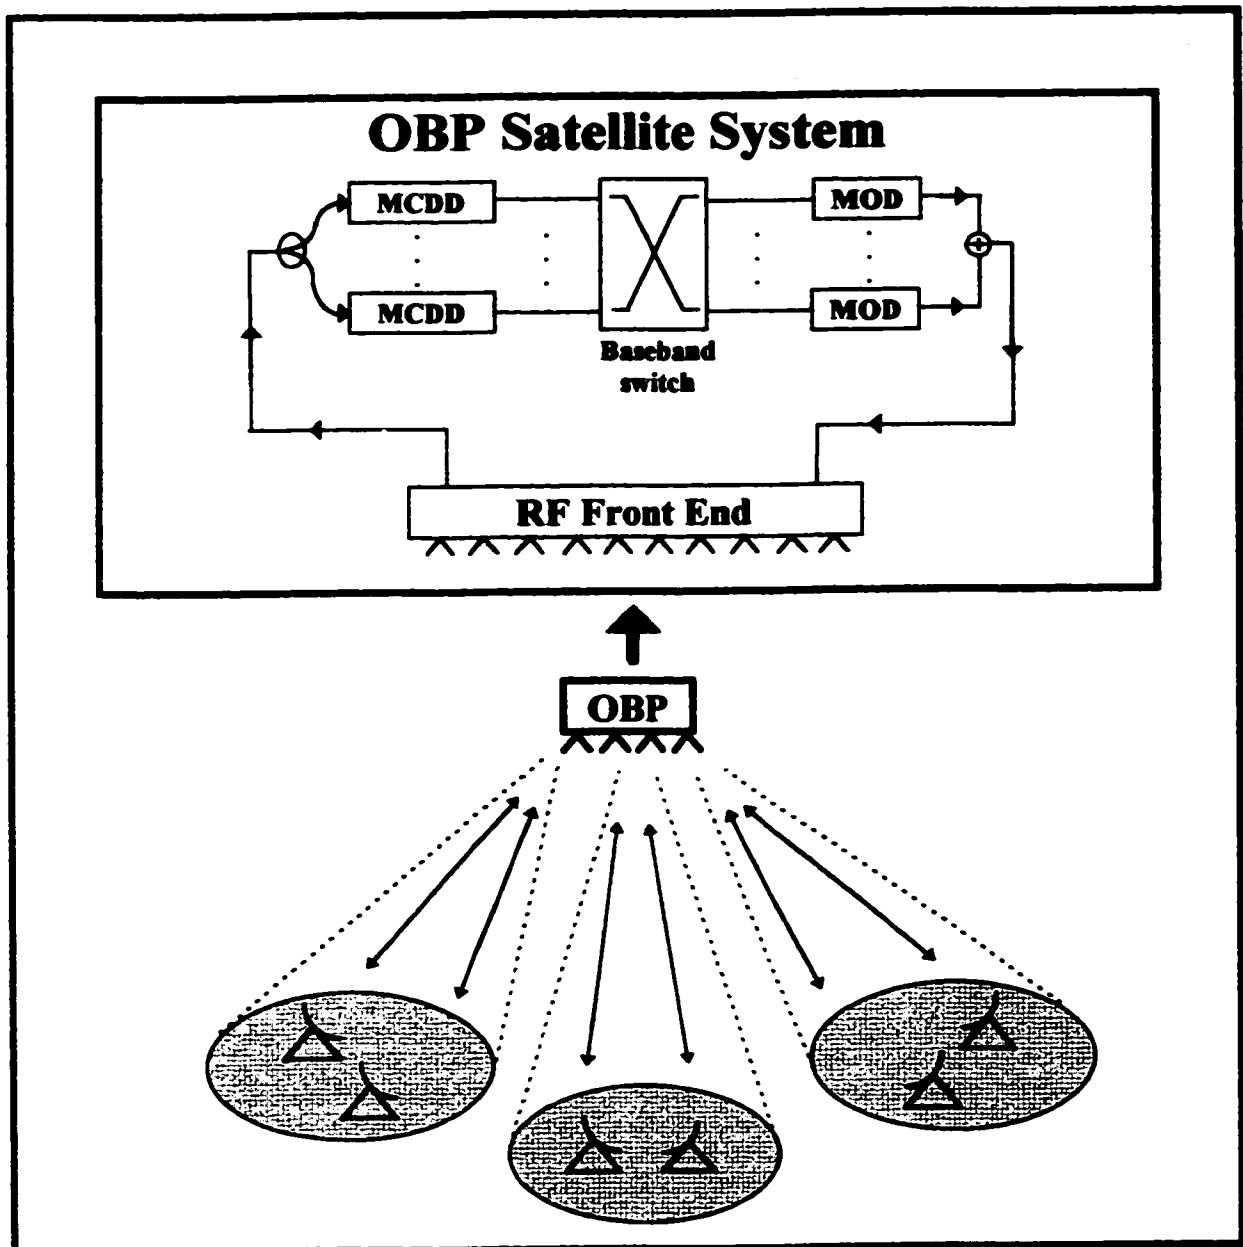 OBP Satellite System
MCDD
MOD
MCDD
MOD
Baseband
switch
RF Front End
OBP